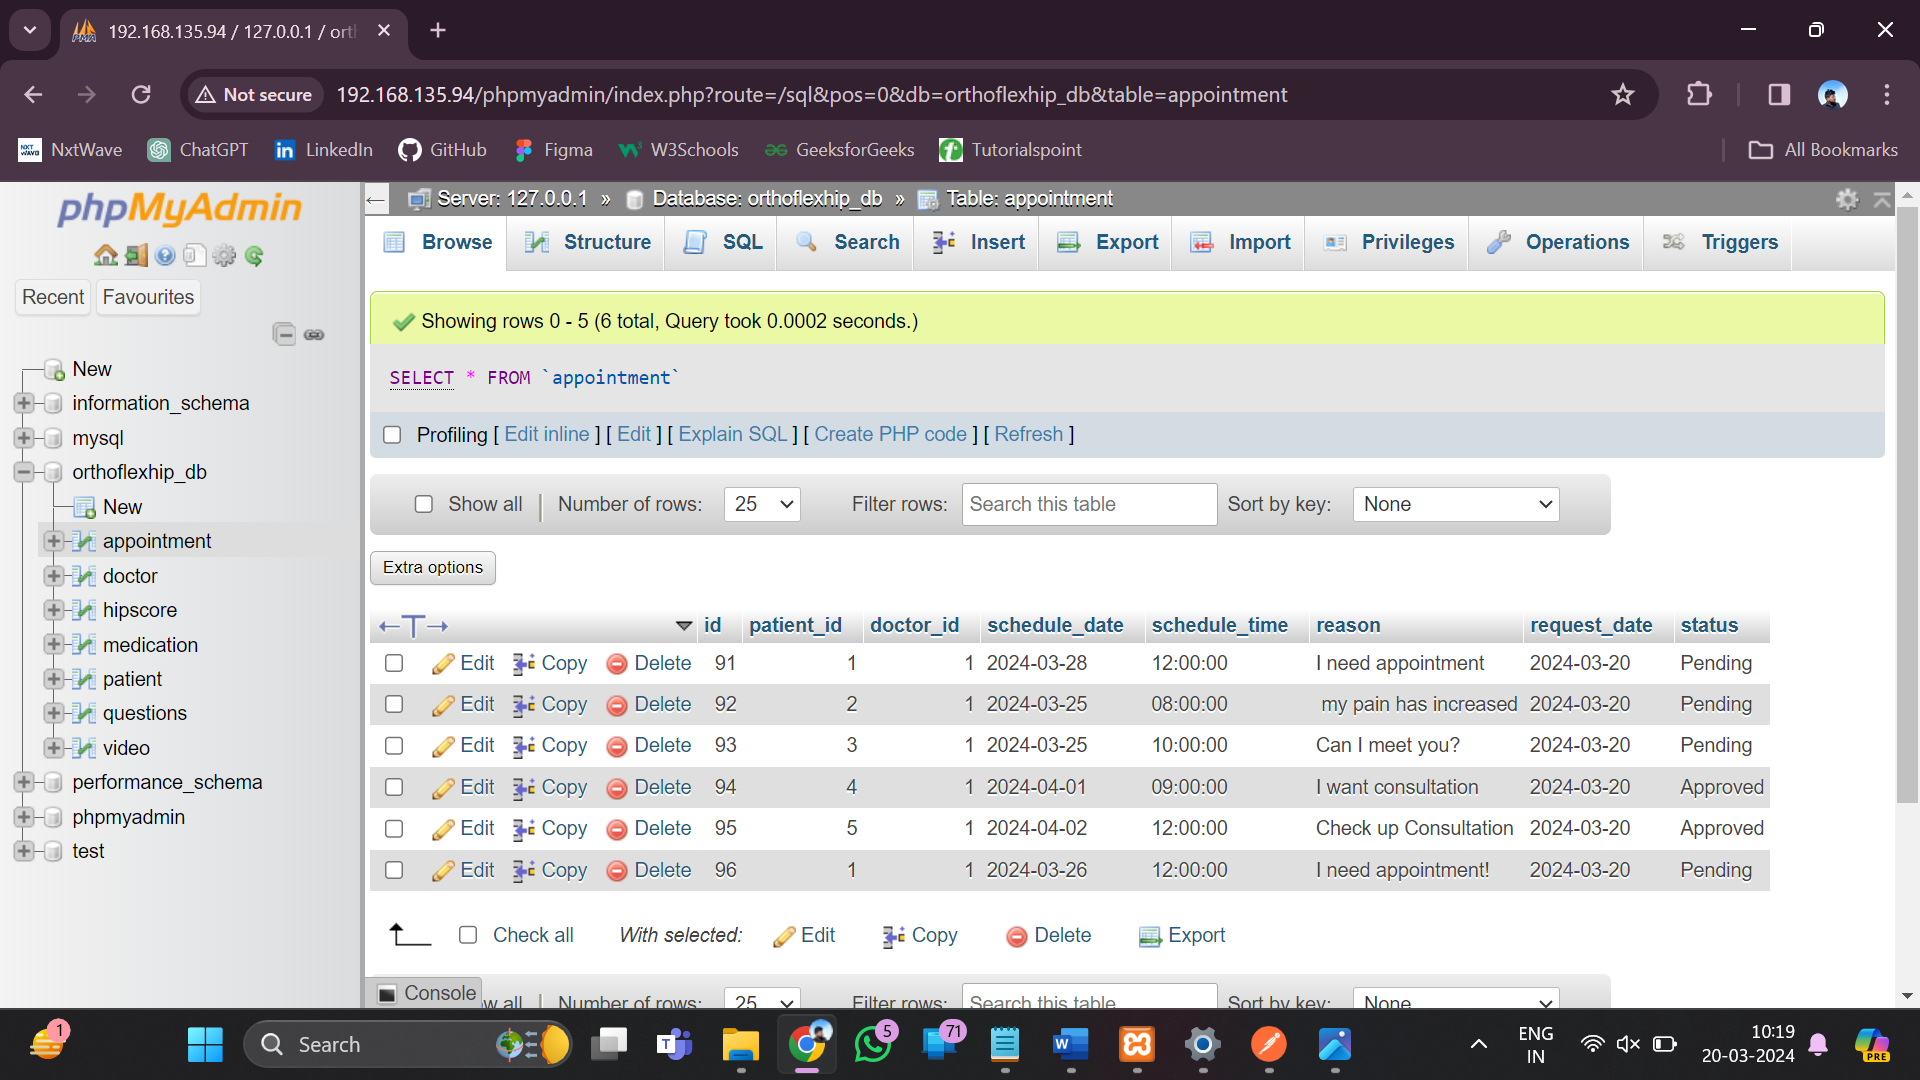 192.168.135.94 / 127.0.0.1 / orth
Not secure 192.168.135.94/phpmyadmin/index.php?route=/sql&pos=0&db=orthoflexhip_db&table=appointment
NxtWave ChatGPT LinkedIn GitHub Figma W3Schools GeeksforGeeks Tutorialspoint All Bookmarks
phpMyAdmin
Recent Favourites
New
information_schema
mysql
orthoflexhip_db
New
appointment
doctor
hipscore
medication
patient
questions
video
performance_schema
phpmyadmin
test
Server: 127.0.0.1 » Database: orthoflexhip_db » Table: appointment
Browse Structure SQL Search Insert Export Import Privileges Operations Triggers
Showing rows 0 - 5 (6 total, Query took 0.0002 seconds.)
SELECT * FROM `appointment`
Profiling [ Edit inline ] [ Edit ] [ Explain SQL ] [ Create PHP code ] [ Refresh ]
Show all | Number of rows: 25 Filter rows: Search this table Sort by key: None
Extra options
←T→ id patient_id doctor_id schedule_date schedule_time reason request_date status
Edit Copy Delete 91 1 1 2024-03-28 12:00:00 I need appointment 2024-03-20 Pending
Edit Copy Delete 92 2 1 2024-03-25 08:00:00 my pain has increased 2024-03-20 Pending
Edit Copy Delete 93 3 1 2024-03-25 10:00:00 Can I meet you? 2024-03-20 Pending
Edit Copy Delete 94 4 1 2024-04-01 09:00:00 I want consultation 2024-03-20 Approved
Edit Copy Delete 95 5 1 2024-04-02 12:00:00 Check up Consultation 2024-03-20 Approved
Edit Copy Delete 96 1 1 2024-03-26 12:00:00 I need appointment! 2024-03-20 Pending
Check all With selected: Edit Copy Delete Export
Console w all | Number of rows: 25 Filter rows: Search this table Sort by key: None
1 Search 5 71 ENG IN 10:19 20-03-2024 PRE